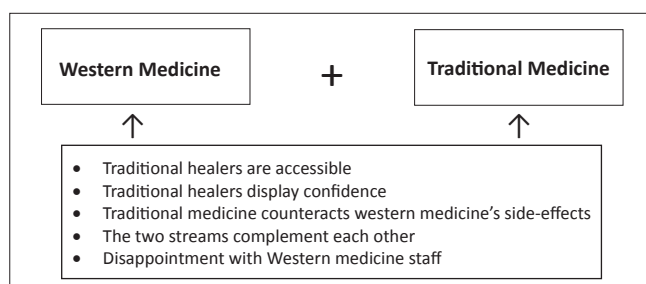 Western Medicine
+
Traditional Medicine
↑ ↑
• Traditional healers are accessible
• Traditional healers display confidence
• Traditional medicine counteracts western medicine’s side-effects
• The two streams complement each other
• Disappointment with Western medicine staff